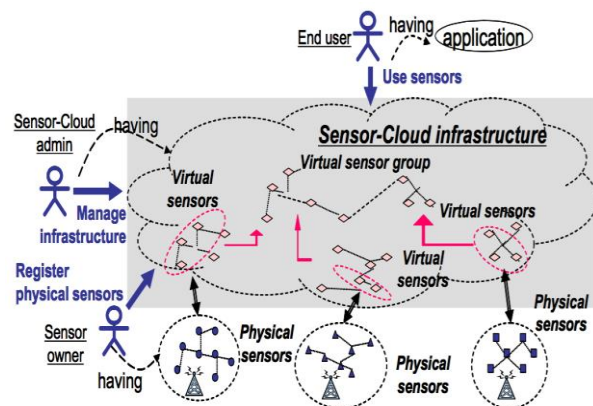 End user
having
application
Use sensors
Sensor-Cloud
admin
having
Sensor-Cloud infrastructure
Virtual sensor group
Virtual
sensors
Manage
infrastructure
Virtual sensors
Register
physical sensors
Virtual
sensors
Physical
sensors
Sensor
owner
having
Physical
sensors
Physical
sensors